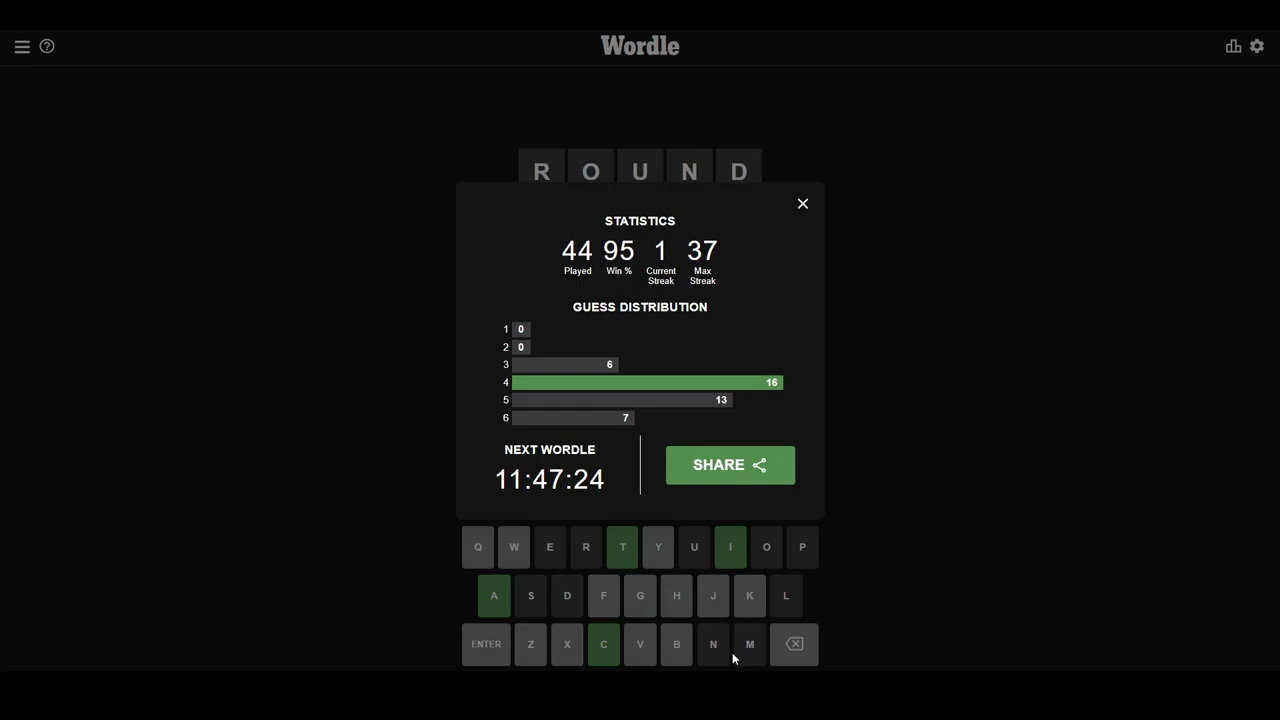 Wordle
R O U N D
STATISTICS
44 95 1 37
Played Win % Current Streak Max Streak
GUESS DISTRIBUTION
1 0
2 0
3 6
4 16
5 13
6 7
NEXT WORDLE
11:47:24
SHARE
Q W E R T Y U I O P
A S D F G H J K L
ENTER Z X C V B N M